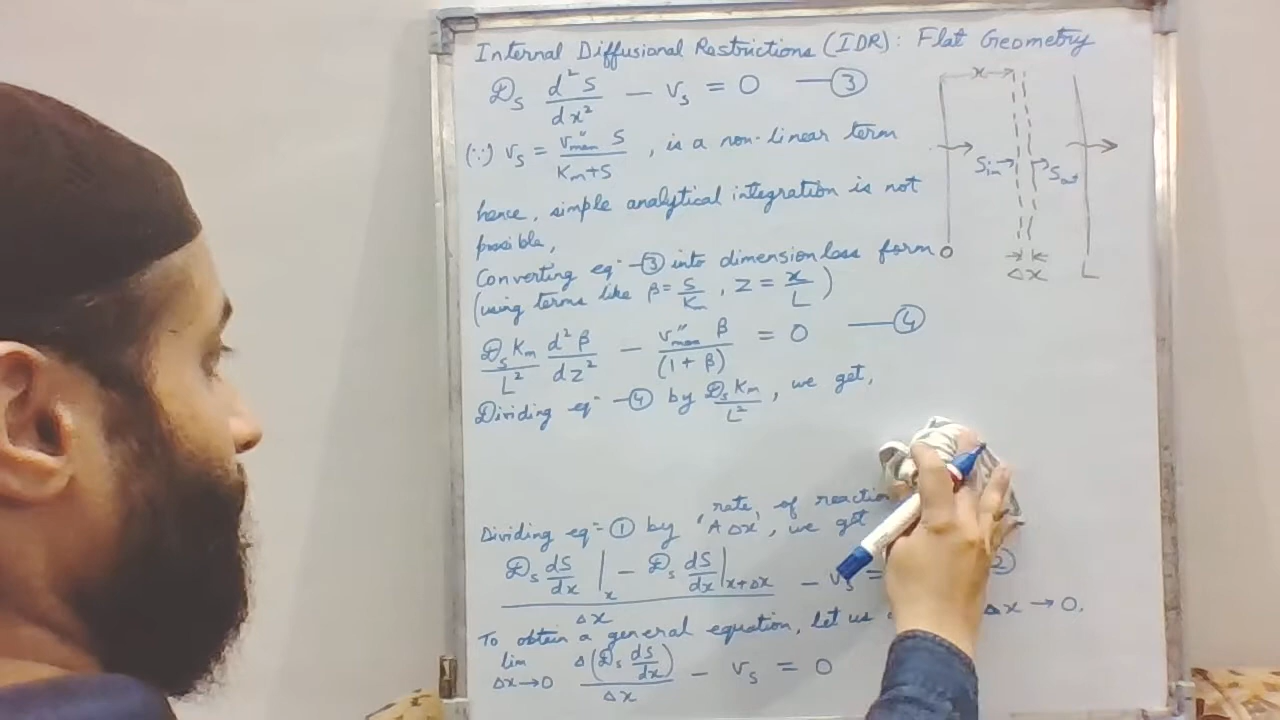 Internal Diffusional Restrictions (IDR): Flat Geometry
𝒟s d²S/dx² − vs = 0 —③
(∵) vs = v"max S / Km+S , is a non-linear term
hence, simple analytical integration is not
possible,
Converting eqⁿ ③ into dimensionless form
(using terms like β = S/Km , Z = x/L )
𝒟s Km/L² d²β/dz² − v"max β/(1 + β) = 0 —④
Dividing eqⁿ ④ by 𝒟s Km/L² , we get,
rate, of reaction
Dividing eqⁿ ① by 'A Δx', we get
𝒟s dS/dx |x − 𝒟s dS/dx |x+Δx / Δx − vs =
To obtain a general equation, let us Δx → 0,
lim Δx→0 Δ(𝒟s dS/dx)/Δx − vs = 0
x
Sin
Sout
O
Δx
L